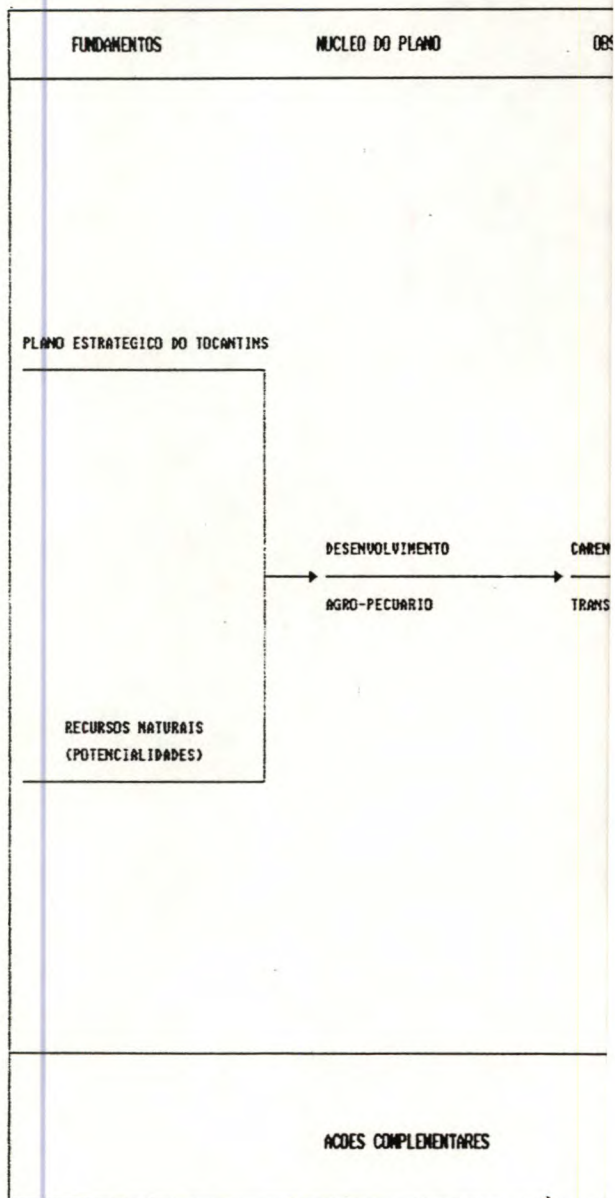 FUNDAMENTOS NUCLEO DO PLANO
PLANO ESTRATEGICO DO TOCANTINS
DESENVOLVIMENTO
AGRO-PECUARIO
RECURSOS NATURAIS
(POTENCIALIDADES)
ACOES COMPLEMENTARES